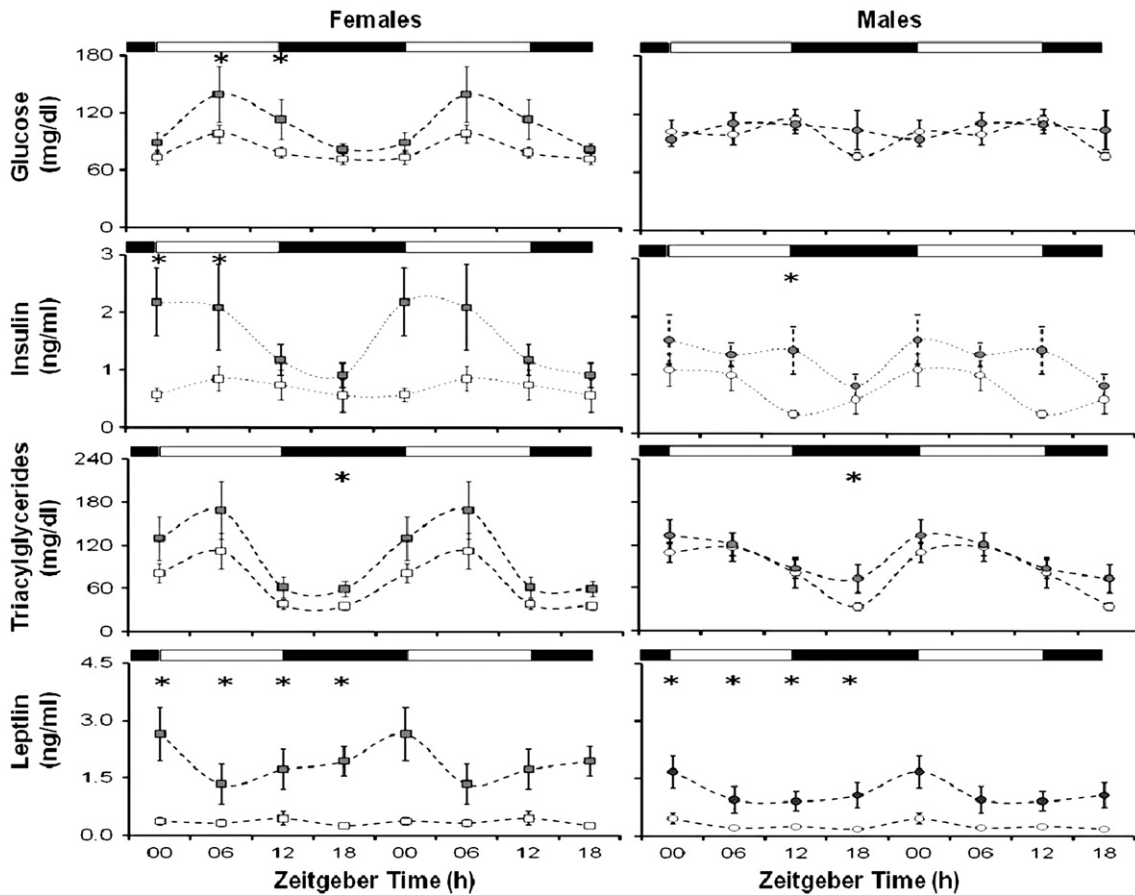 Females
Males
Glucose
(mg/dl)
180
120
60
0
* *
Insulin
(ng/ml)
3
2
1
0
* *
*
Triacylglycerides
(mg/dl)
240
180
120
60
0
*
*
Leptlin
(ng/ml)
4.5
3.0
1.5
0.0
* * * *
* * * *
00 06 12 18 00 06 12 18
00 06 12 18 00 06 12 18
Zeitgeber Time (h)
Zeitgeber Time (h)